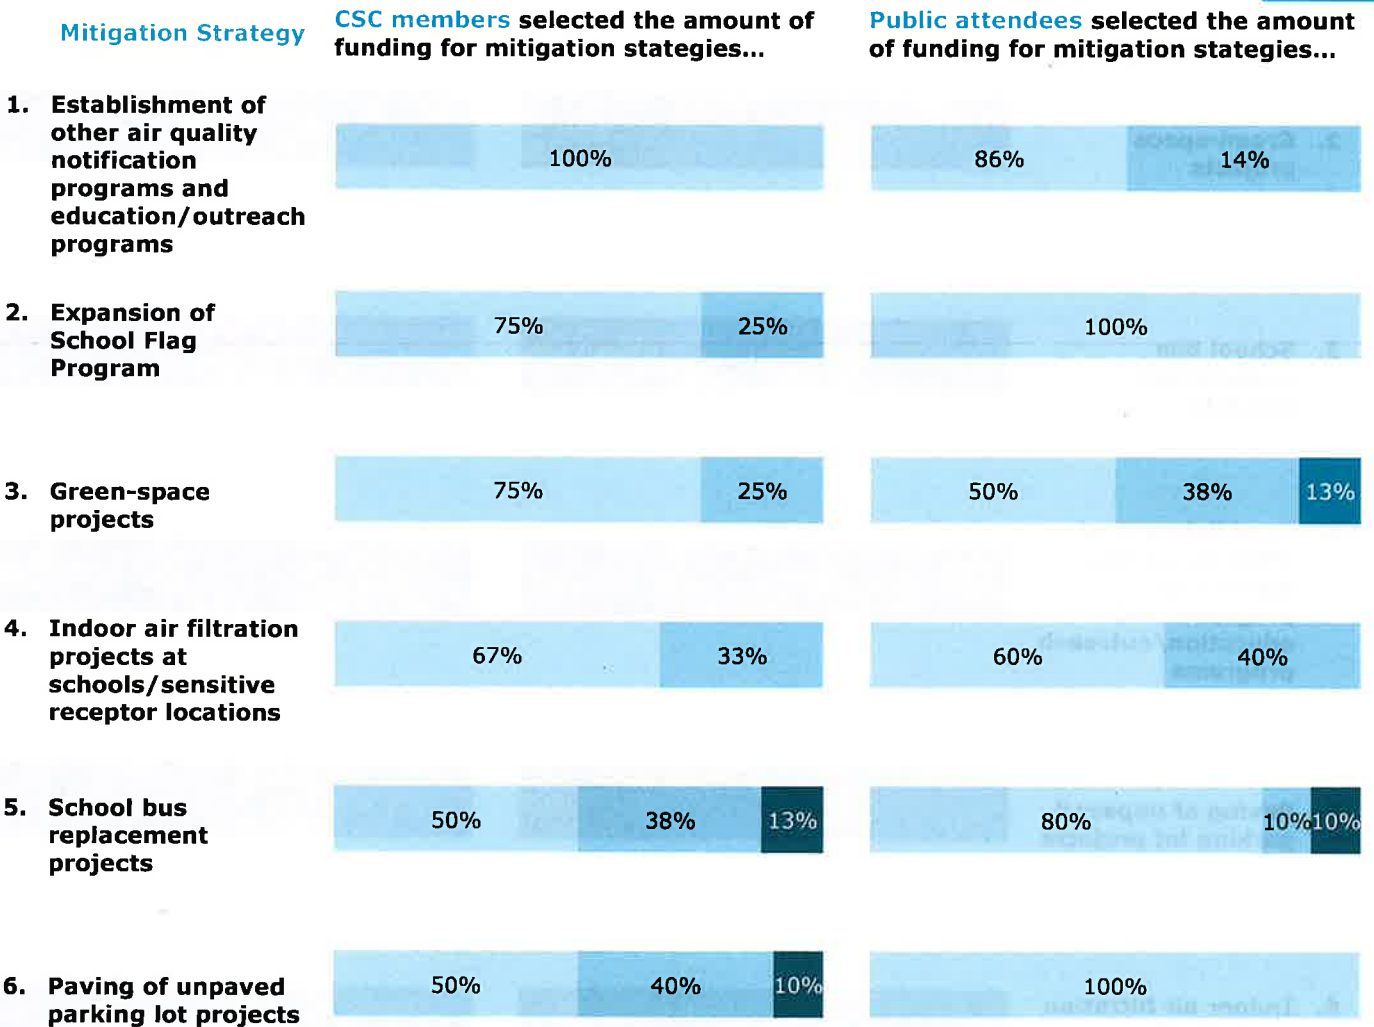 Mitigation Strategy
CSC members selected the amount of
funding for mitigation stategies...
Public attendees selected the amount
of funding for mitigation stategies...
1. Establishment of
other air quality
notification
programs and
education/outreach
programs
100%
86% 14%
2. Expansion of
School Flag
Program
75% 25%
100%
3. Green-space
projects
75% 25%
50% 38% 13%
4. Indoor air filtration
projects at
schools/sensitive
receptor locations
67% 33%
60% 40%
5. School bus
replacement
projects
50% 38% 13%
80% 10% 10%
6. Paving of unpaved
parking lot projects
50% 40% 10%
100%